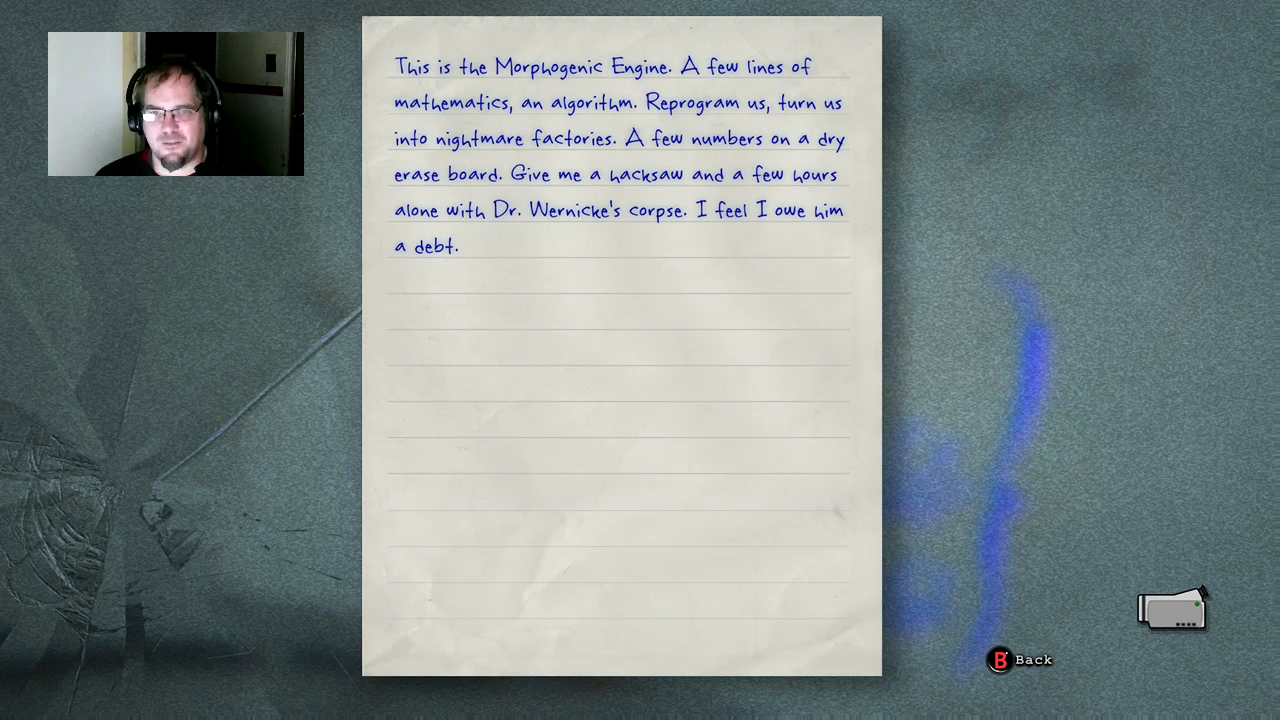 This is the Morphogenic Engine. A few lines of
mathematics, an algorithm. Reprogram us, turn us
into nightmare factories. A few numbers on a dry
erase board. Give me a hacksaw and a few hours
alone with Dr. Wernicke's corpse. I feel I owe him
a debt.
B Back